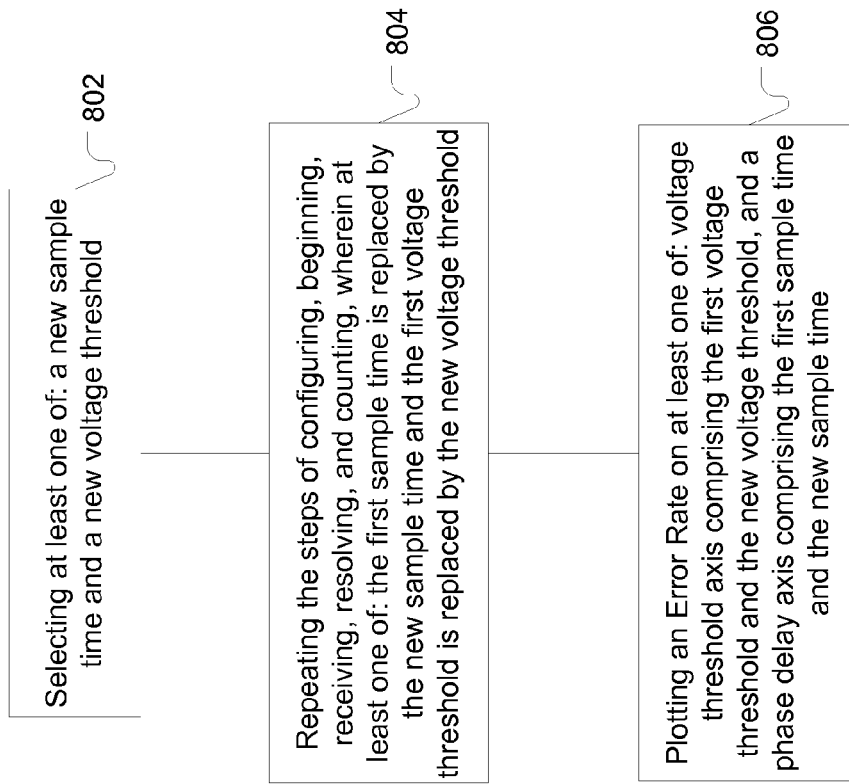 Selecting at least one of: a new sample
time and a new voltage threshold
802
Repeating the steps of configuring, beginning,
receiving, resolving, and counting, wherein at
least one of: the first sample time is replaced by
the new sample time and the first voltage
threshold is replaced by the new voltage threshold
804
Plotting an Error Rate on at least one of: voltage
threshold axis comprising the first voltage
threshold and the new voltage threshold, and a
phase delay axis comprising the first sample time
and the new sample time
806